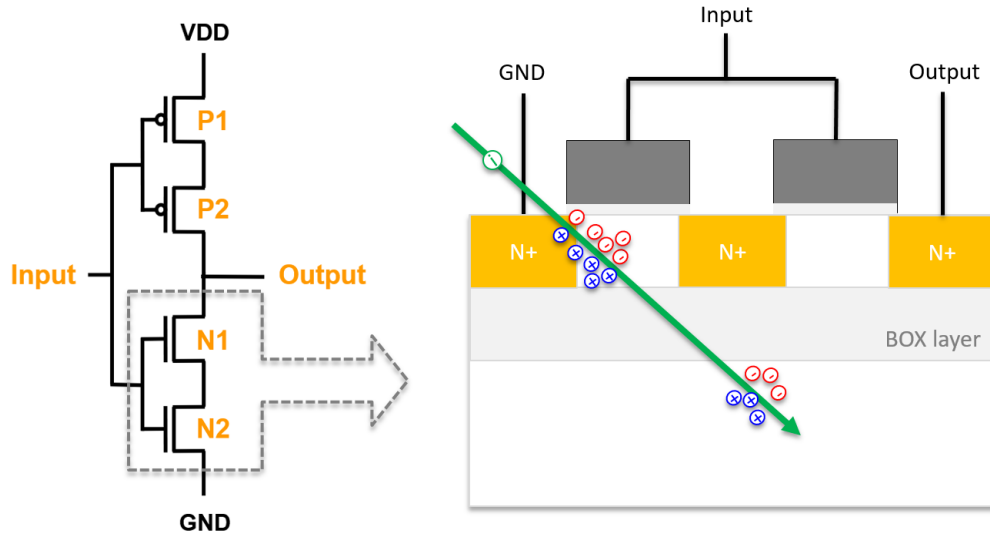 VDD
P1
P2
Input
Output
N1
N2
GND
Input
GND
Output
i
N+
N+
N+
BOX layer